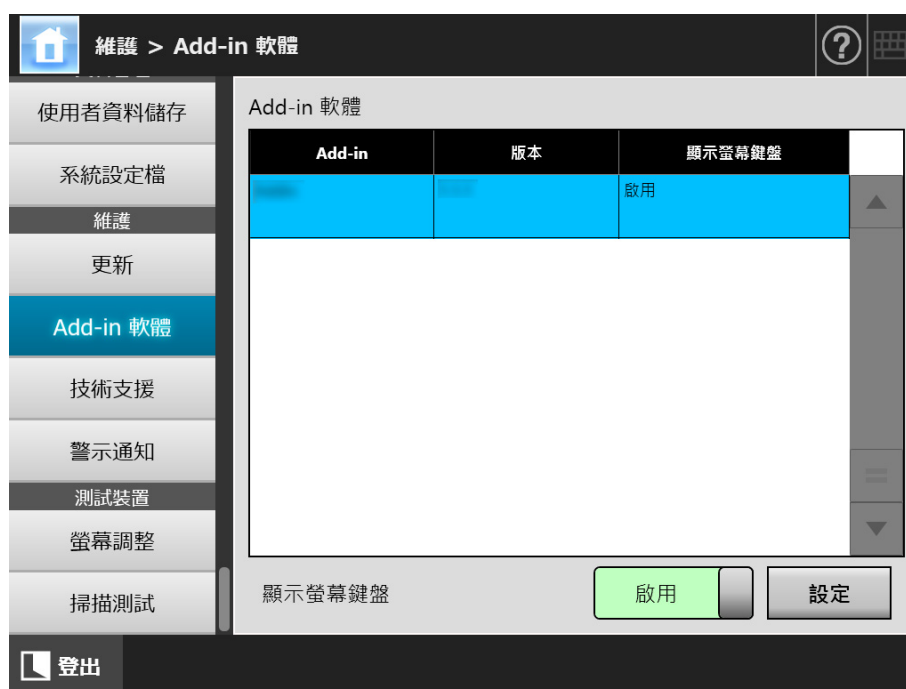 維護 > Add-in 軟體
?
使用者資料儲存
系統設定檔
維護
更新
Add-in 軟體
技術支援
警示通知
測試裝置
螢幕調整
掃描測試
Add-in 軟體
Add-in 版本 顯示螢幕鍵盤
啟用
顯示螢幕鍵盤 啟用 設定
登出